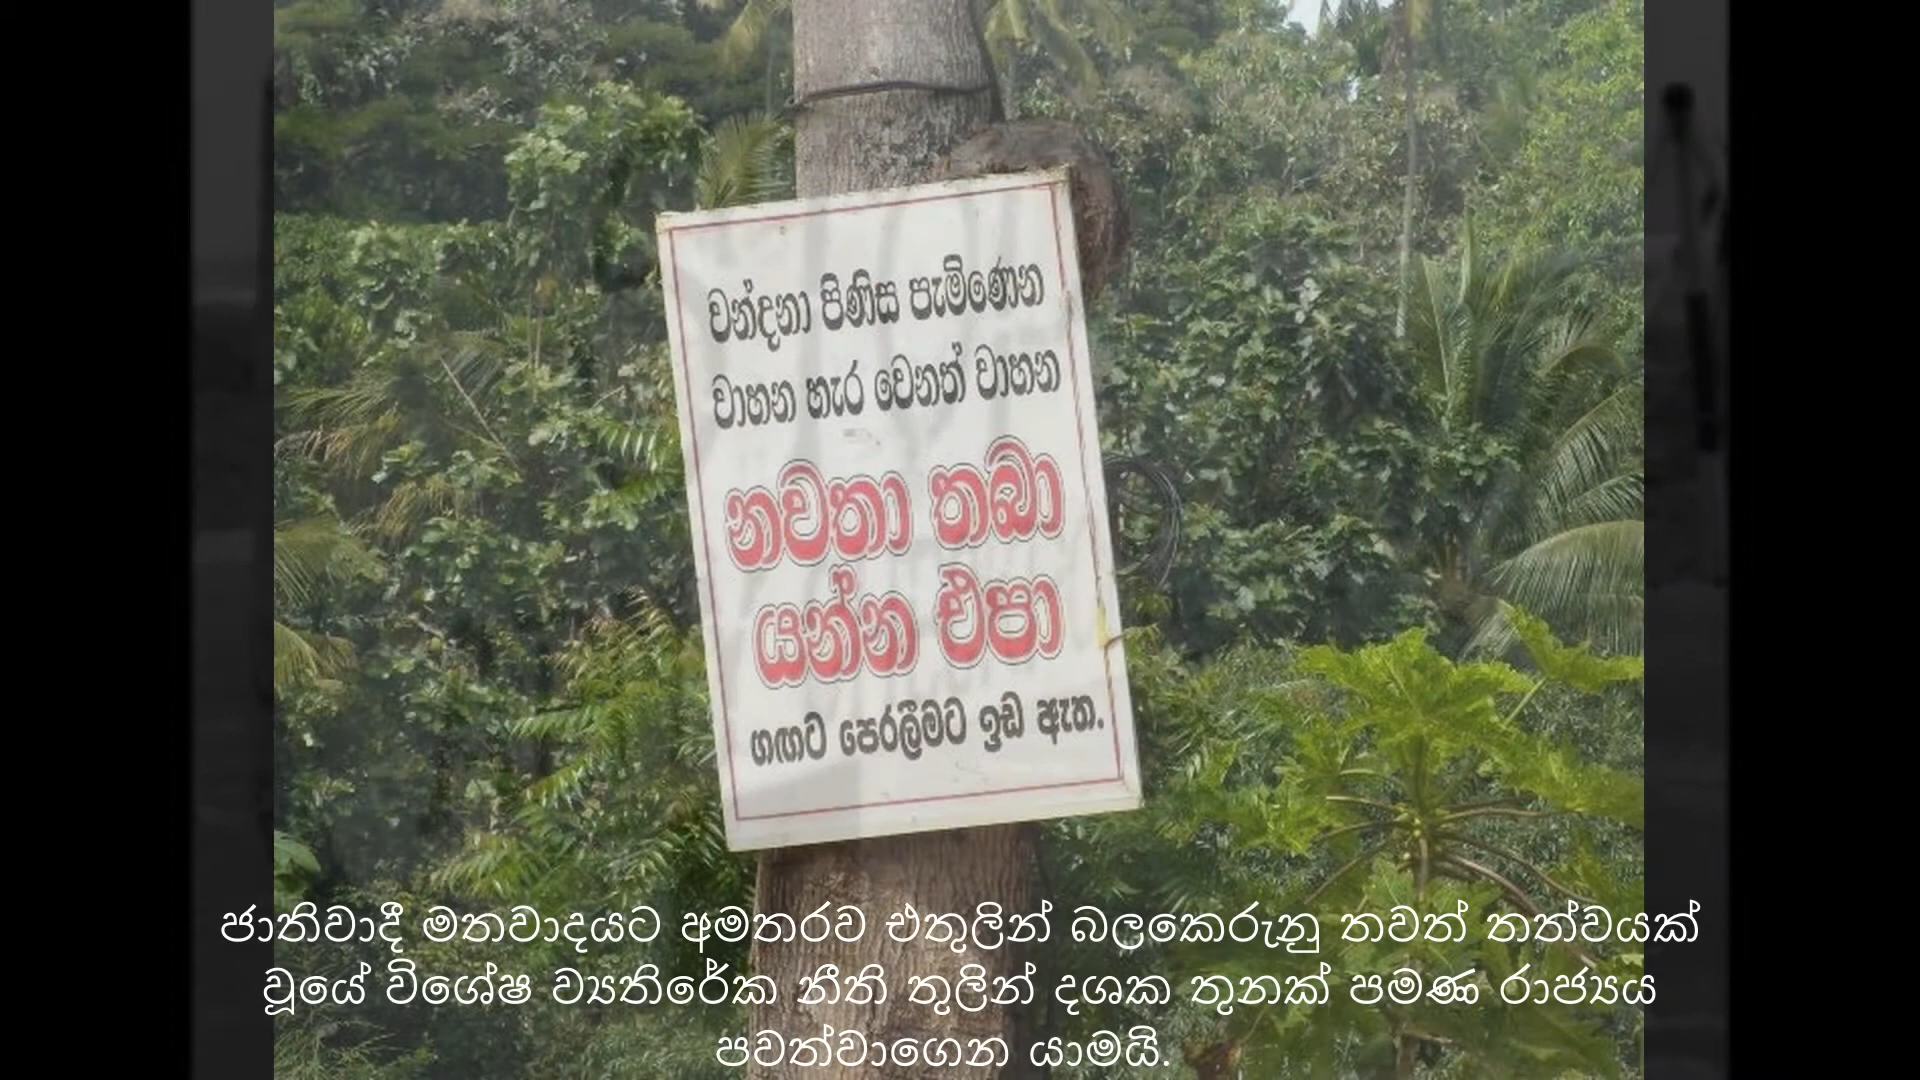 වන්දනා පිණිස පැමිණෙන
වාහන හැර වෙනත් වාහන
නවතා තබා
යන්න එපා
ගඟට පෙරලීමට ඉඩ ඇත.
ජාතිවාදී මතවාදයට අමතරව එතුලින් බලකෙරුනු තවත් තත්වයක්
වූයේ විශේෂ ව්‍යතිරේක නීති තුලින් දශක තුනක් පමණ රාජ්‍යය
පවත්වාගෙන යාමයි.